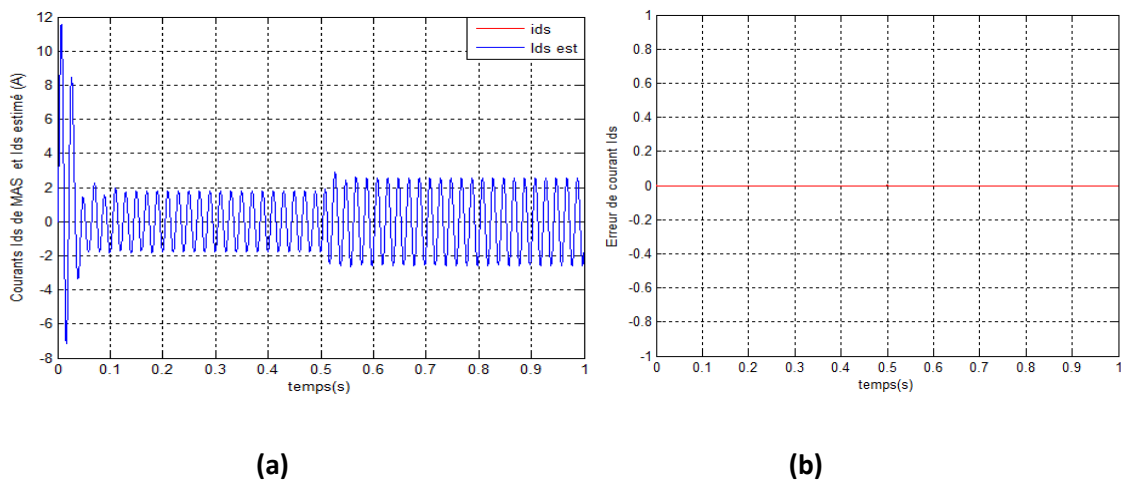 Courants Ids de MAS et Ids estimé (A)
12
10
8
6
4
2
0
-2
-4
-6
-8
ids
Ids est
0 0.1 0.2 0.3 0.4 0.5 0.6 0.7 0.8 0.9 1
temps(s)
(a)
Erreur de courant Ids
1
0.8
0.6
0.4
0.2
0
-0.2
-0.4
-0.6
-0.8
-1
0 0.1 0.2 0.3 0.4 0.5 0.6 0.7 0.8 0.9 1
temps(s)
(b)